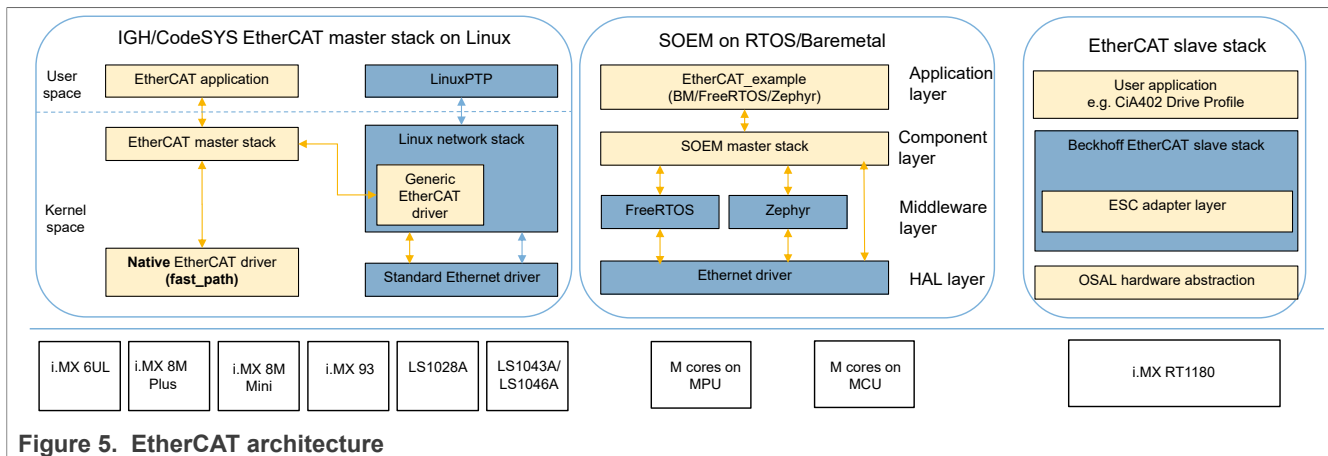 IGH/CodeSYS EtherCAT master stack on Linux
User
space
EtherCAT application
LinuxPTP
EtherCAT master stack
Linux network stack
Generic
EtherCAT
driver
Kernel
space
Native EtherCAT driver
(fast_path)
Standard Ethernet driver
SOEM on RTOS/Baremetal
EtherCAT_example
(BM/FreeRTOS/Zephyr)
Application
layer
SOEM master stack
Component
layer
FreeRTOS
Zephyr
Middleware
layer
Ethernet driver
HAL layer
EtherCAT slave stack
User application
e.g. CiA402 Drive Profile
Beckhoff EtherCAT slave stack
ESC adapter layer
OSAL hardware abstraction
i.MX 6UL
i.MX 8M
Plus
i.MX 8M
Mini
i.MX 93
LS1028A
LS1043A/
LS1046A
M cores on
MPU
M cores on
MCU
i.MX RT1180
Figure 5. EtherCAT architecture